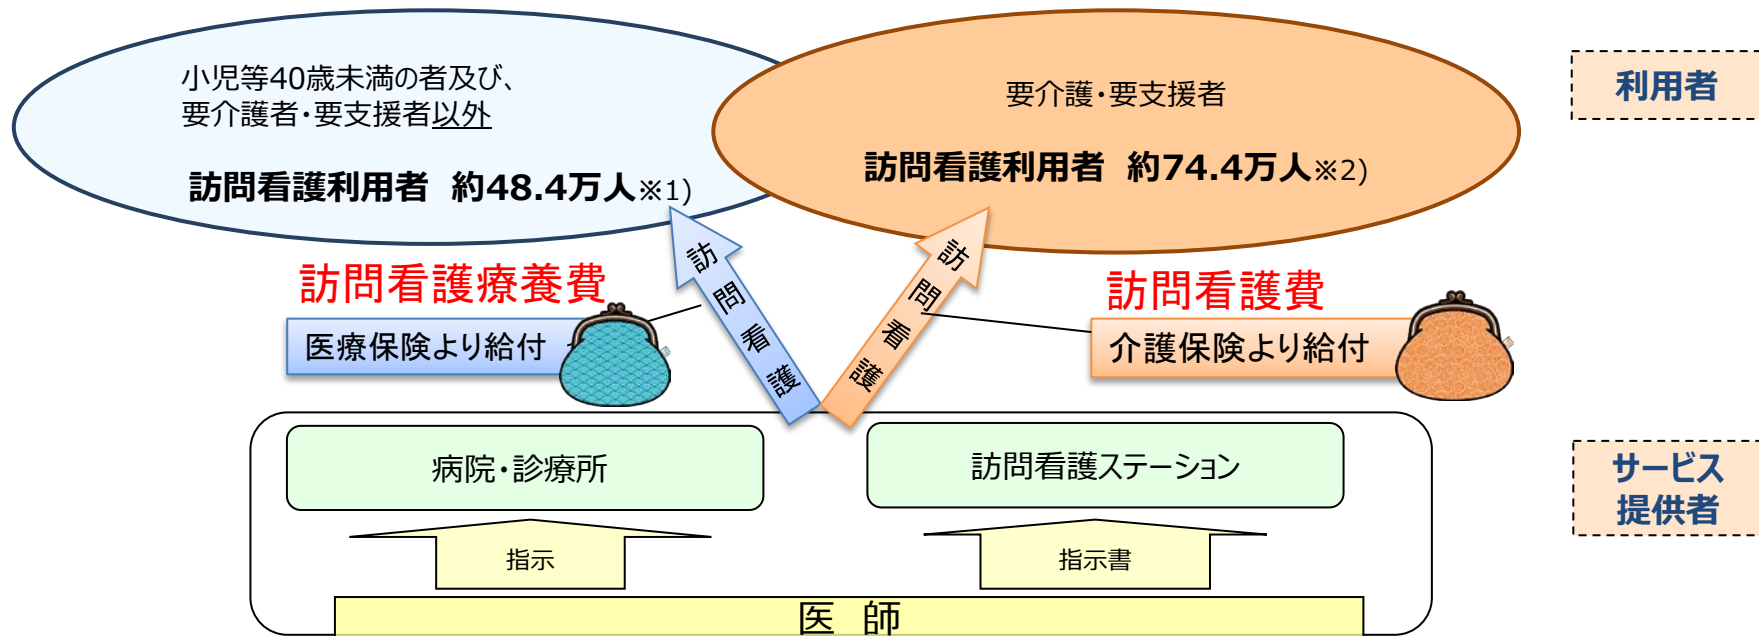 小児等40歳未満の者及び、
要介護者・要支援者以外
訪問看護利用者 約48.4万人※1)
要介護・要支援者
訪問看護利用者 約74.4万人※2)
利用者
訪問看護療養費
医療保険より給付
訪問看護
訪問看護
訪問看護費
介護保険より給付
病院・診療所
訪問看護ステーション
サービス
提供者
指示
指示書
医 師